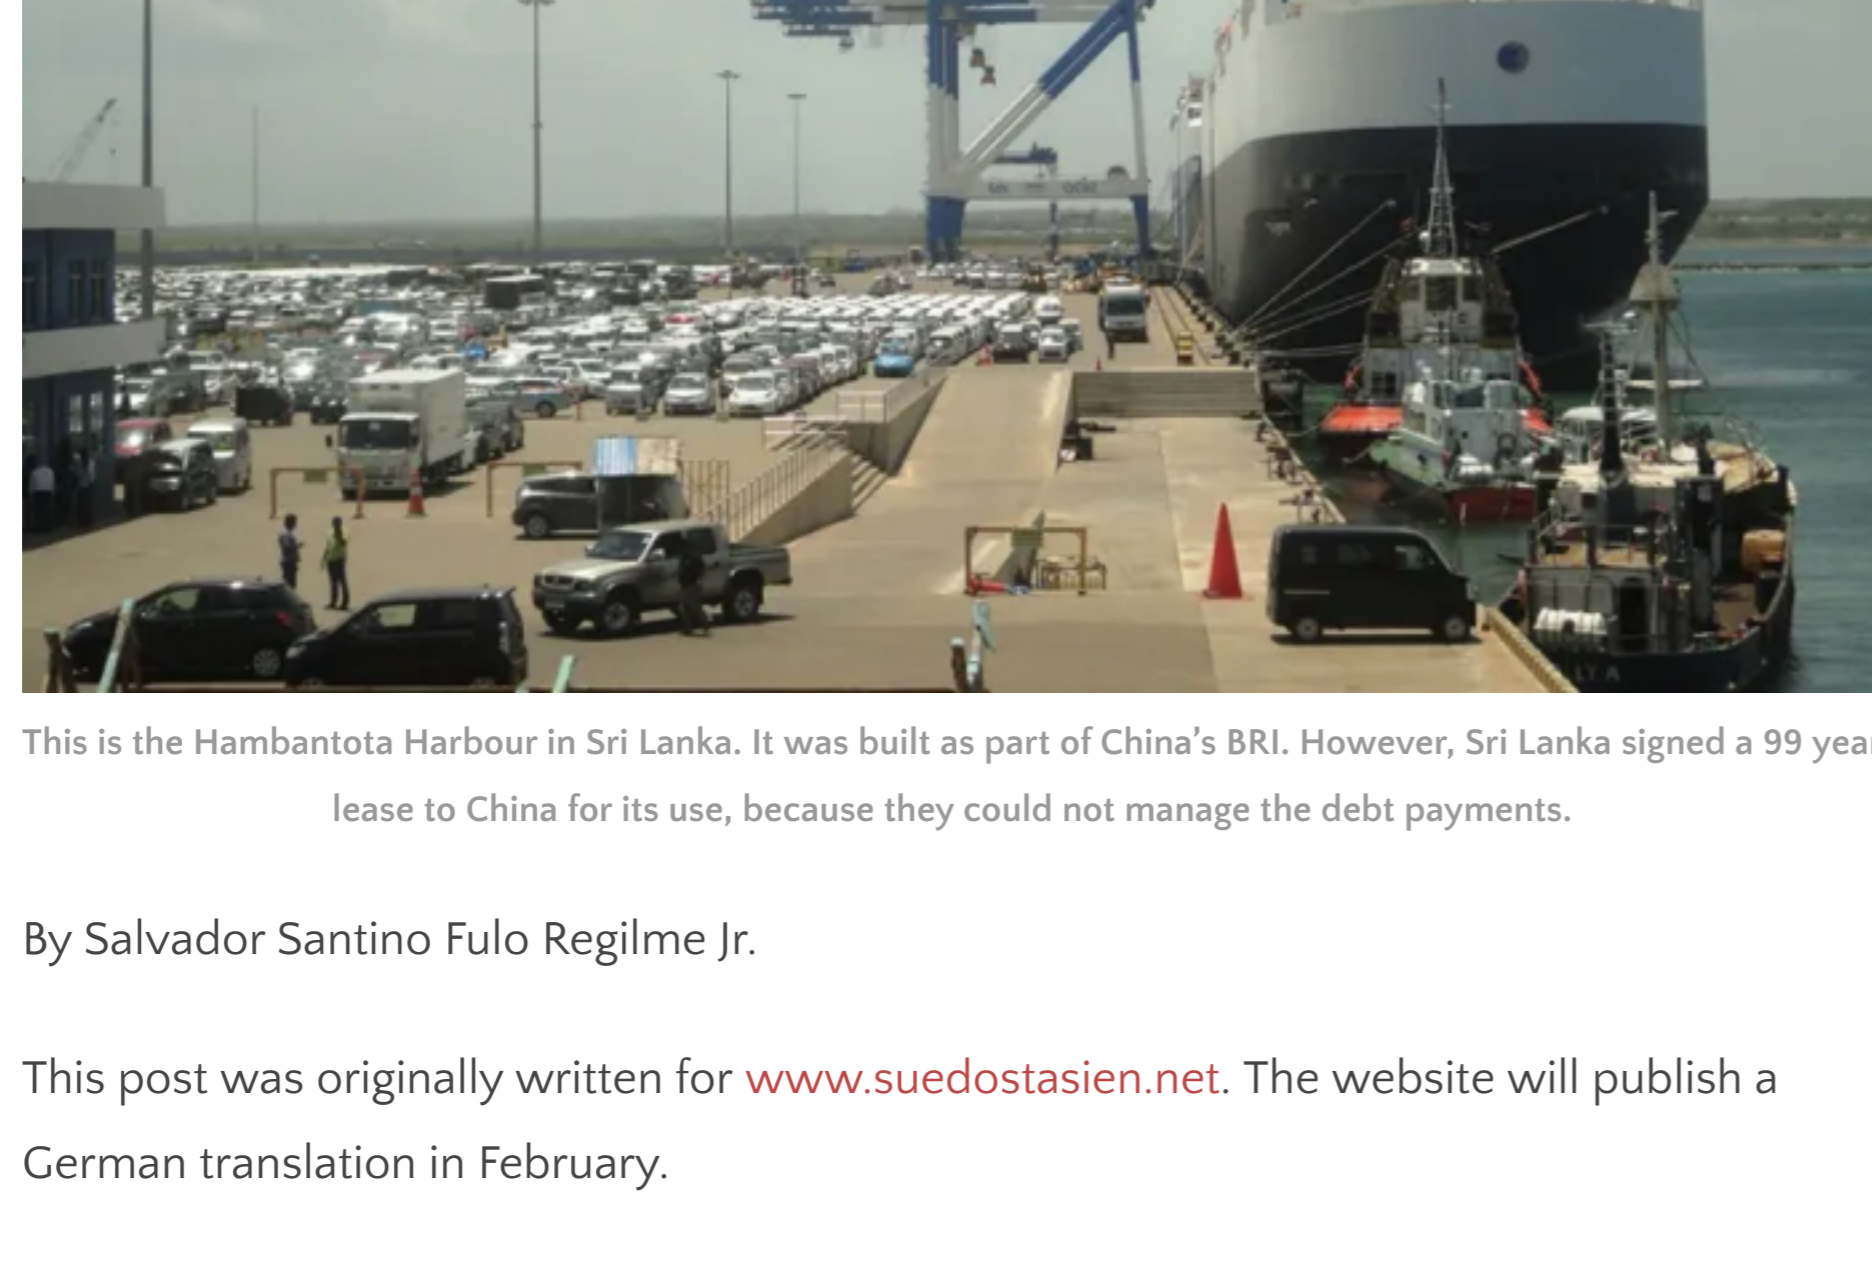 This is the Hambantota Harbour in Sri Lanka. It was built as part of China’s BRI. However, Sri Lanka signed a 99 year
lease to China for its use, because they could not manage the debt payments.
By Salvador Santino Fulo Regilme Jr.
This post was originally written for www.suedostasien.net. The website will publish a
German translation in February.